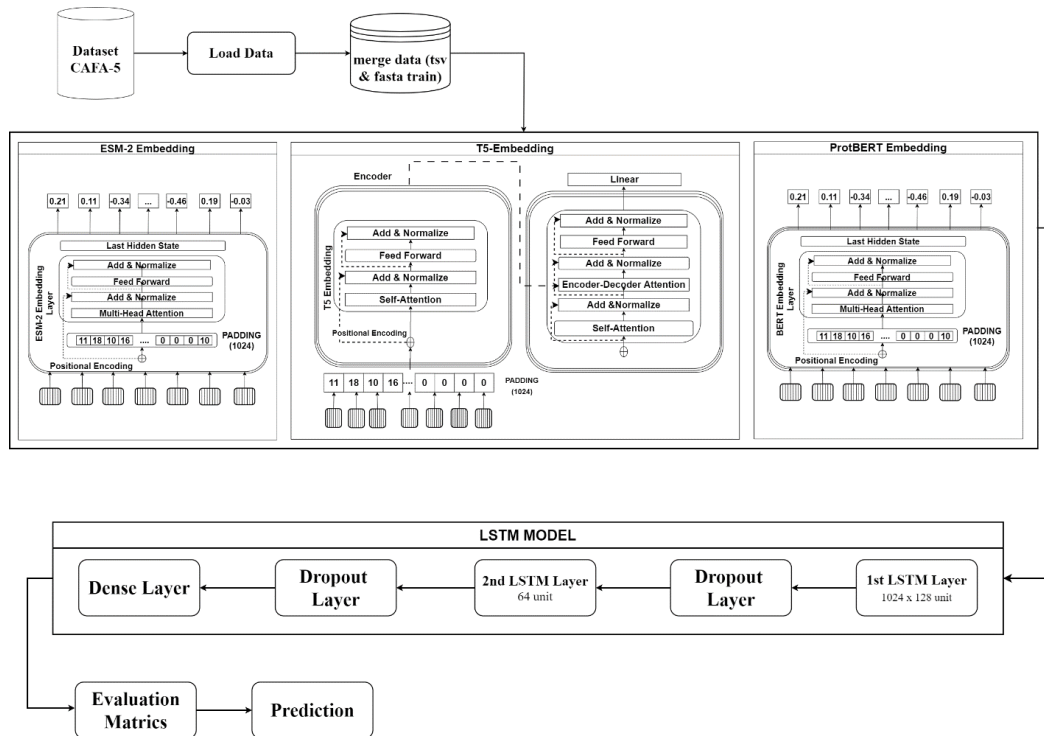 Dataset
CAFA-5
Load Data
merge data (tsv
& fasta train)
ESM-2 Embedding
0.21 0.11 -0.34 ... -0.46 0.19 -0.03
Last Hidden State
Add & Normalize
Feed Forward
Add & Normalize
Multi-Head Attention
ESM-2 Embedding
Layer
11 18 10 16 .... 0 0 0 10
PADDING
(1024)
Positional Encoding
T5-Embedding
Encoder
T5 Embedding
Add & Normalize
Feed Forward
Add & Normalize
Self-Attention
Positional Encoding
11 18 10 16 .... 0 0 0 0
PADDING
(1024)
Linear
Add & Normalize
Feed Forward
Add & Normalize
Encoder-Decoder Attention
Add &Normallze
Self-Attention
ProtBERT Embedding
0.21 0.11 -0.34 ... -0.46 0.19 -0.03
Last Hidden State
Add & Normalize
Feed Forward
Add & Normalize
Multi-Head Attention
BERT Embedding
Layer
11 18 10 16 .... 0 0 0 10
PADDING
(1024)
Positional Encoding
LSTM MODEL
Dense Layer
Dropout
Layer
2nd LSTM Layer
64 unit
Dropout
Layer
1st LSTM Layer
1024 x 128 unit
Evaluation
Matrics
Prediction